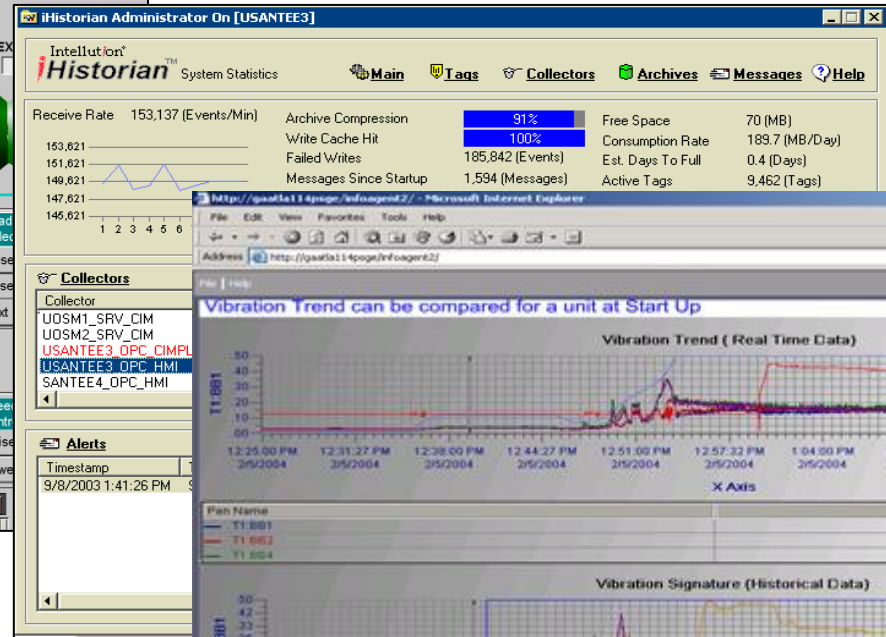 iHistorian Administrator On [USANTEE3]
Intellution
iHistorian™ System Statistics
Main Tags Collectors Archives Messages Help
Receive Rate 153,137 (Events/Min)
153,621
151,621
149,621
147,621
145,621
1 2 3 4 5 6
Archive Compression 91%
Write Cache Hit 100%
Failed Writes 185,842 (Events)
Messages Since Startup 1,594 (Messages)
Free Space 70 (MB)
Consumption Rate 189.7 (MB/Day)
Est. Days To Full 0.4 (Days)
Active Tags 9,462 (Tags)
Collectors
Collector
UOSM1_SRV_CIM
UOSM2_SRV_CIM
USANTEE3_OPC_CIMPL
USANTEE3_OPC_HMI
SANTEE4_OPC_HMI
Alerts
Timestamp
9/8/2003 1:41:26 PM
http://gaatla114poge/infoagent2/ - Microsoft Internet Explorer
File Edit View Favorites Tools Help
Address http://gaatla114poge/infoagent2/
File | Help
Vibration Trend can be compared for a unit at Start Up
Vibration Trend ( Real Time Data)
T1:BB1
50
40
30
20
10
00
12:25:00 PM 12:31:27 PM 12:38:00 PM 12:44:27 PM 12:51:00 PM 12:57:32 PM 1:04:00 PM
2/5/2004 2/5/2004 2/5/2004 2/5/2004 2/5/2004 2/5/2004 2/5/2004
X Axis
Pen Name
T1:BB1
T1:BB2
T1:BB4
Vibration Signature (Historical Data)
50
42
33